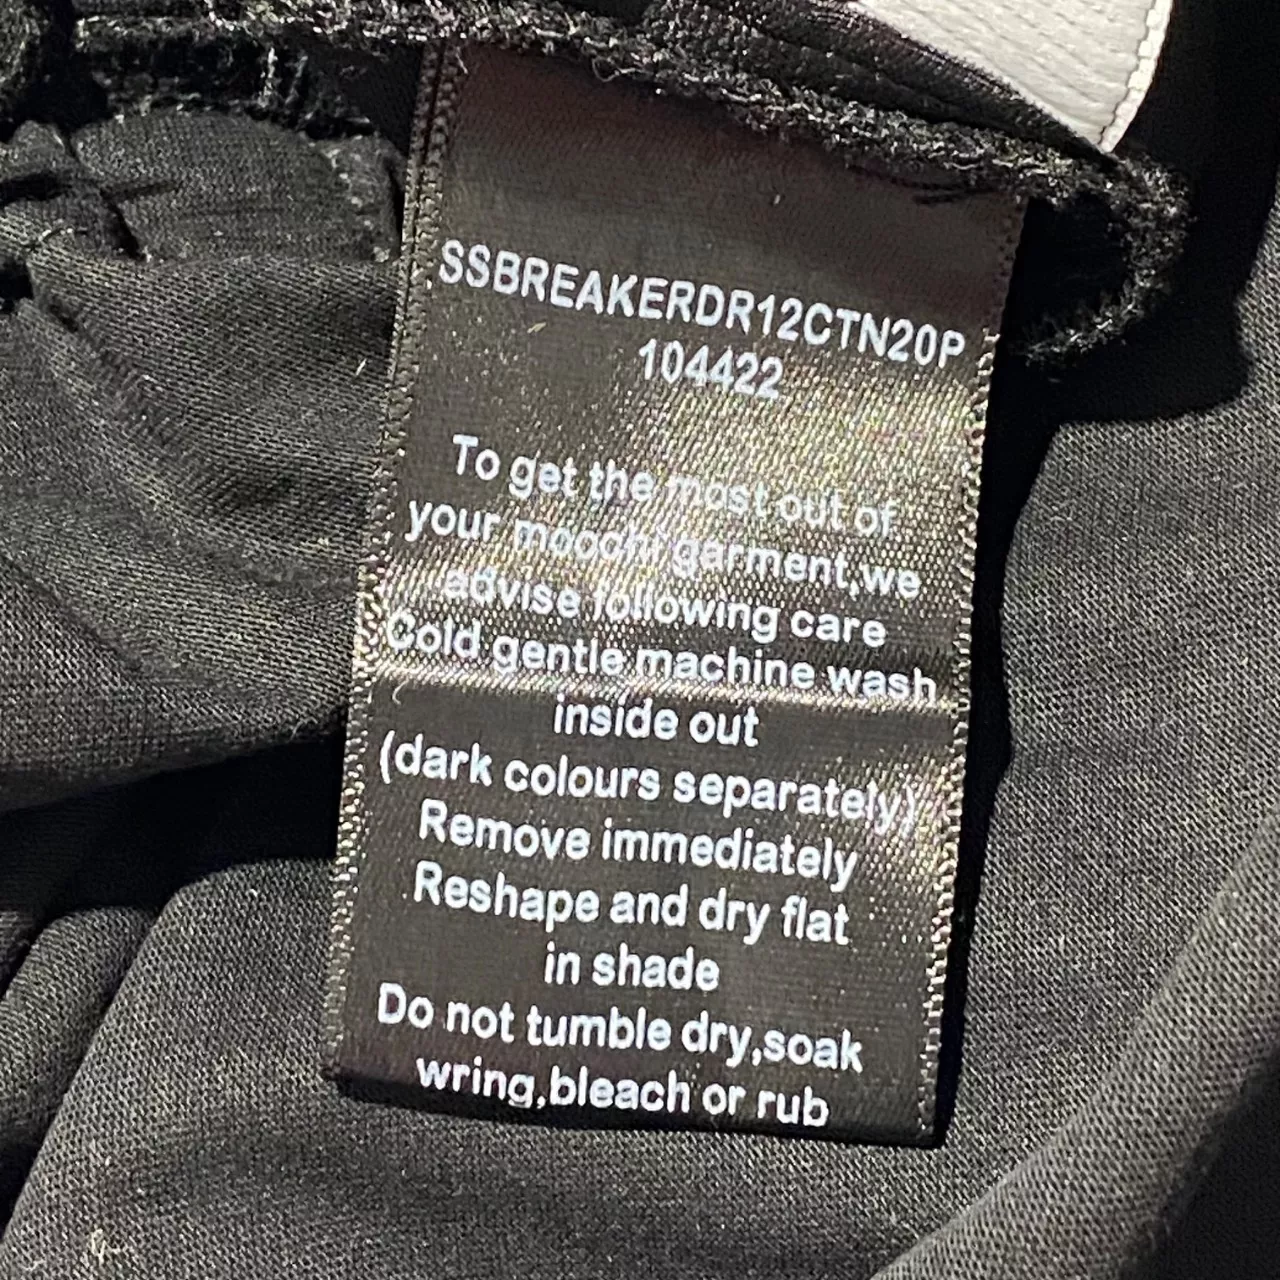 SSBREAKERDR12CTN20P
104422
To get the most out of
your moochi garment,we
advise following care
Cold gentle machine wash
inside out
(dark colours separately)
Remove immediately
Reshape and dry flat
in shade
Do not tumble dry,soak
wring,bleach or rub